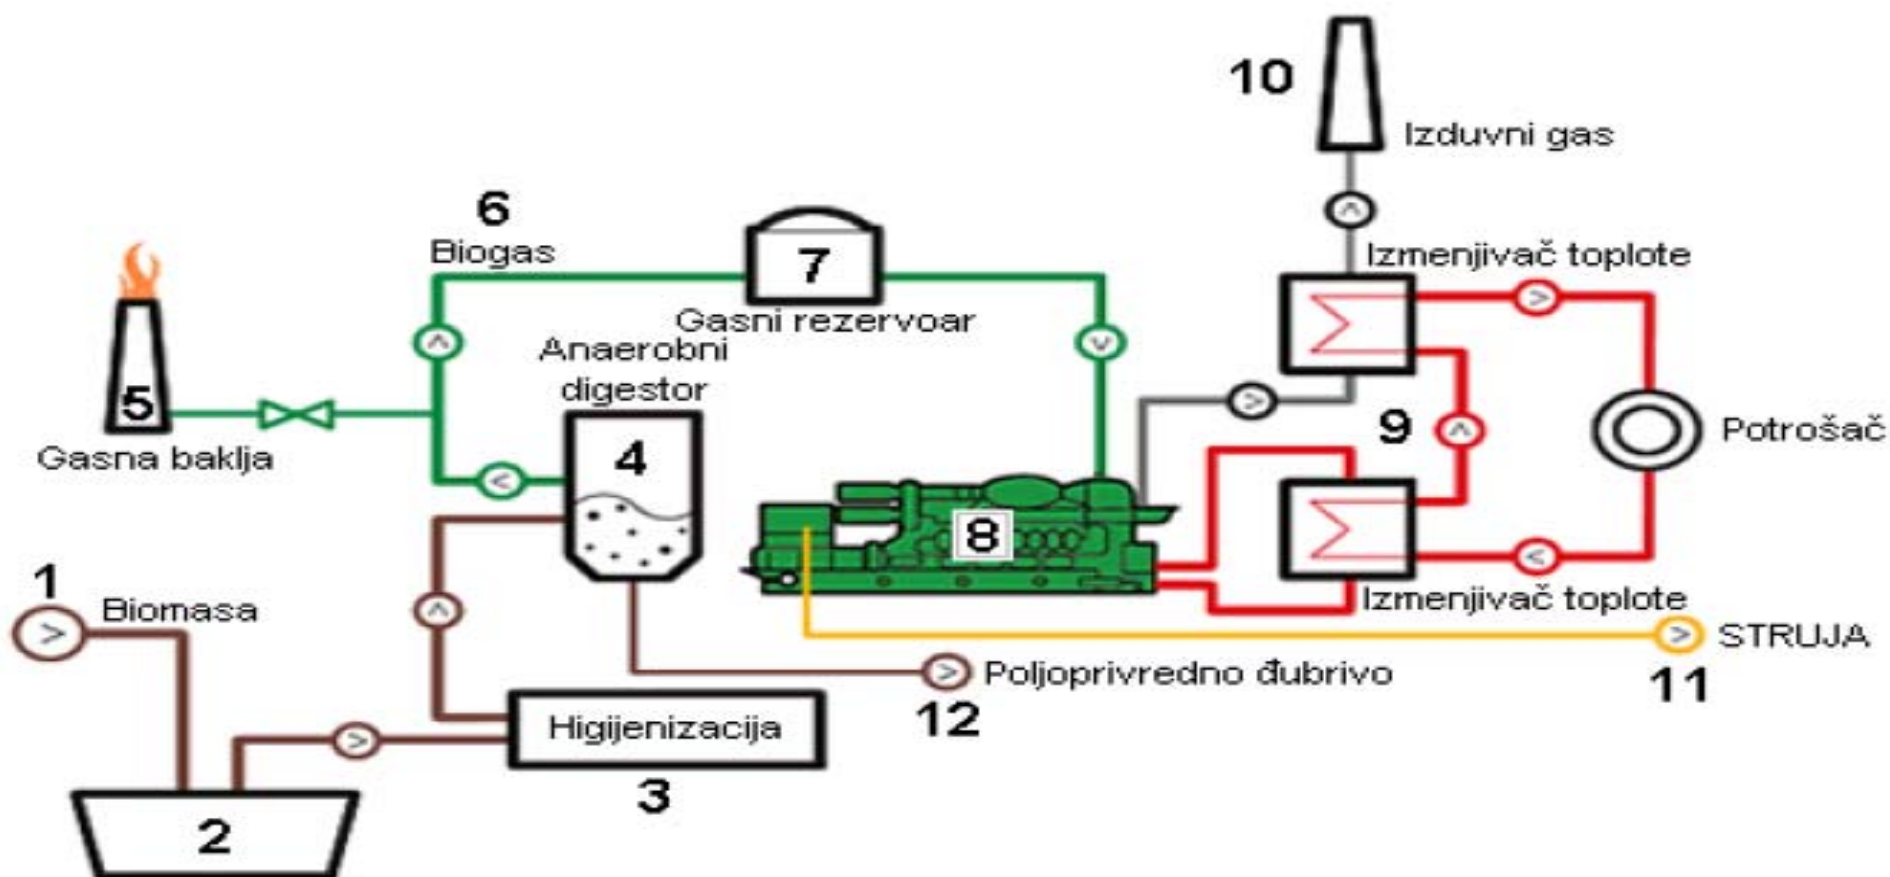 10
Izduvni gas
6
Biogas
7
Gasni rezervoar
Izmenjivač toplote
5
Gasna baklja
Anaerobni
digestor
4
9
Potrošač
8
Izmenjivač toplote
1
Biomasa
STRUJA
11
Poljoprivredno đubrivo
12
Higijenizacija
3
2